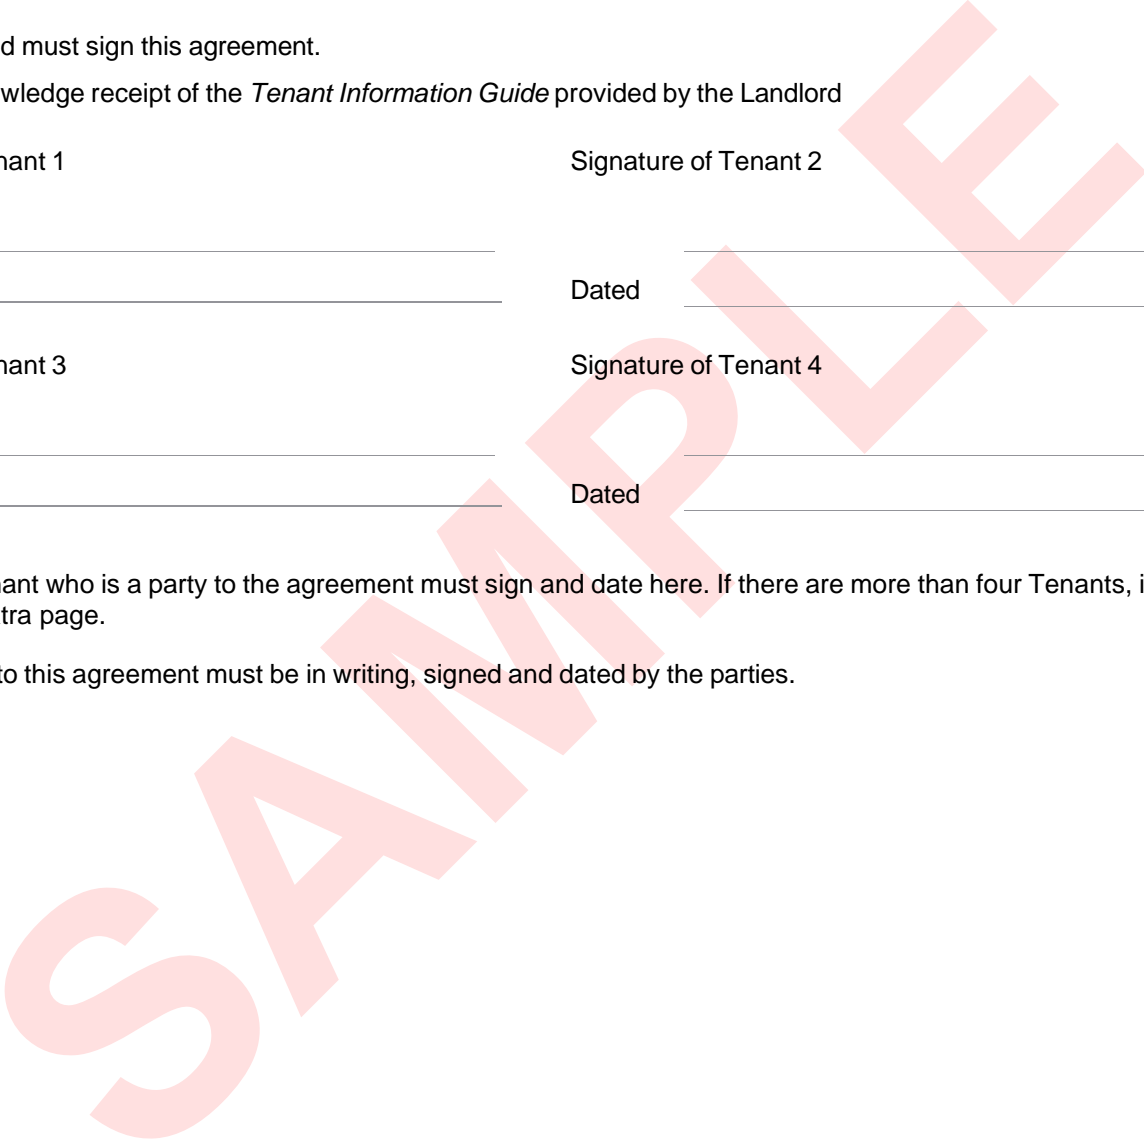 d must sign this agreement.
wledge receipt of the Tenant Information Guide provided by the Landlord
nant 1 Signature of Tenant 2
Dated
nant 3 Signature of Tenant 4
Dated
nant who is a party to the agreement must sign and date here. If there are more than four Tenants, i
tra page.
to this agreement must be in writing, signed and dated by the parties.
SAMPLE